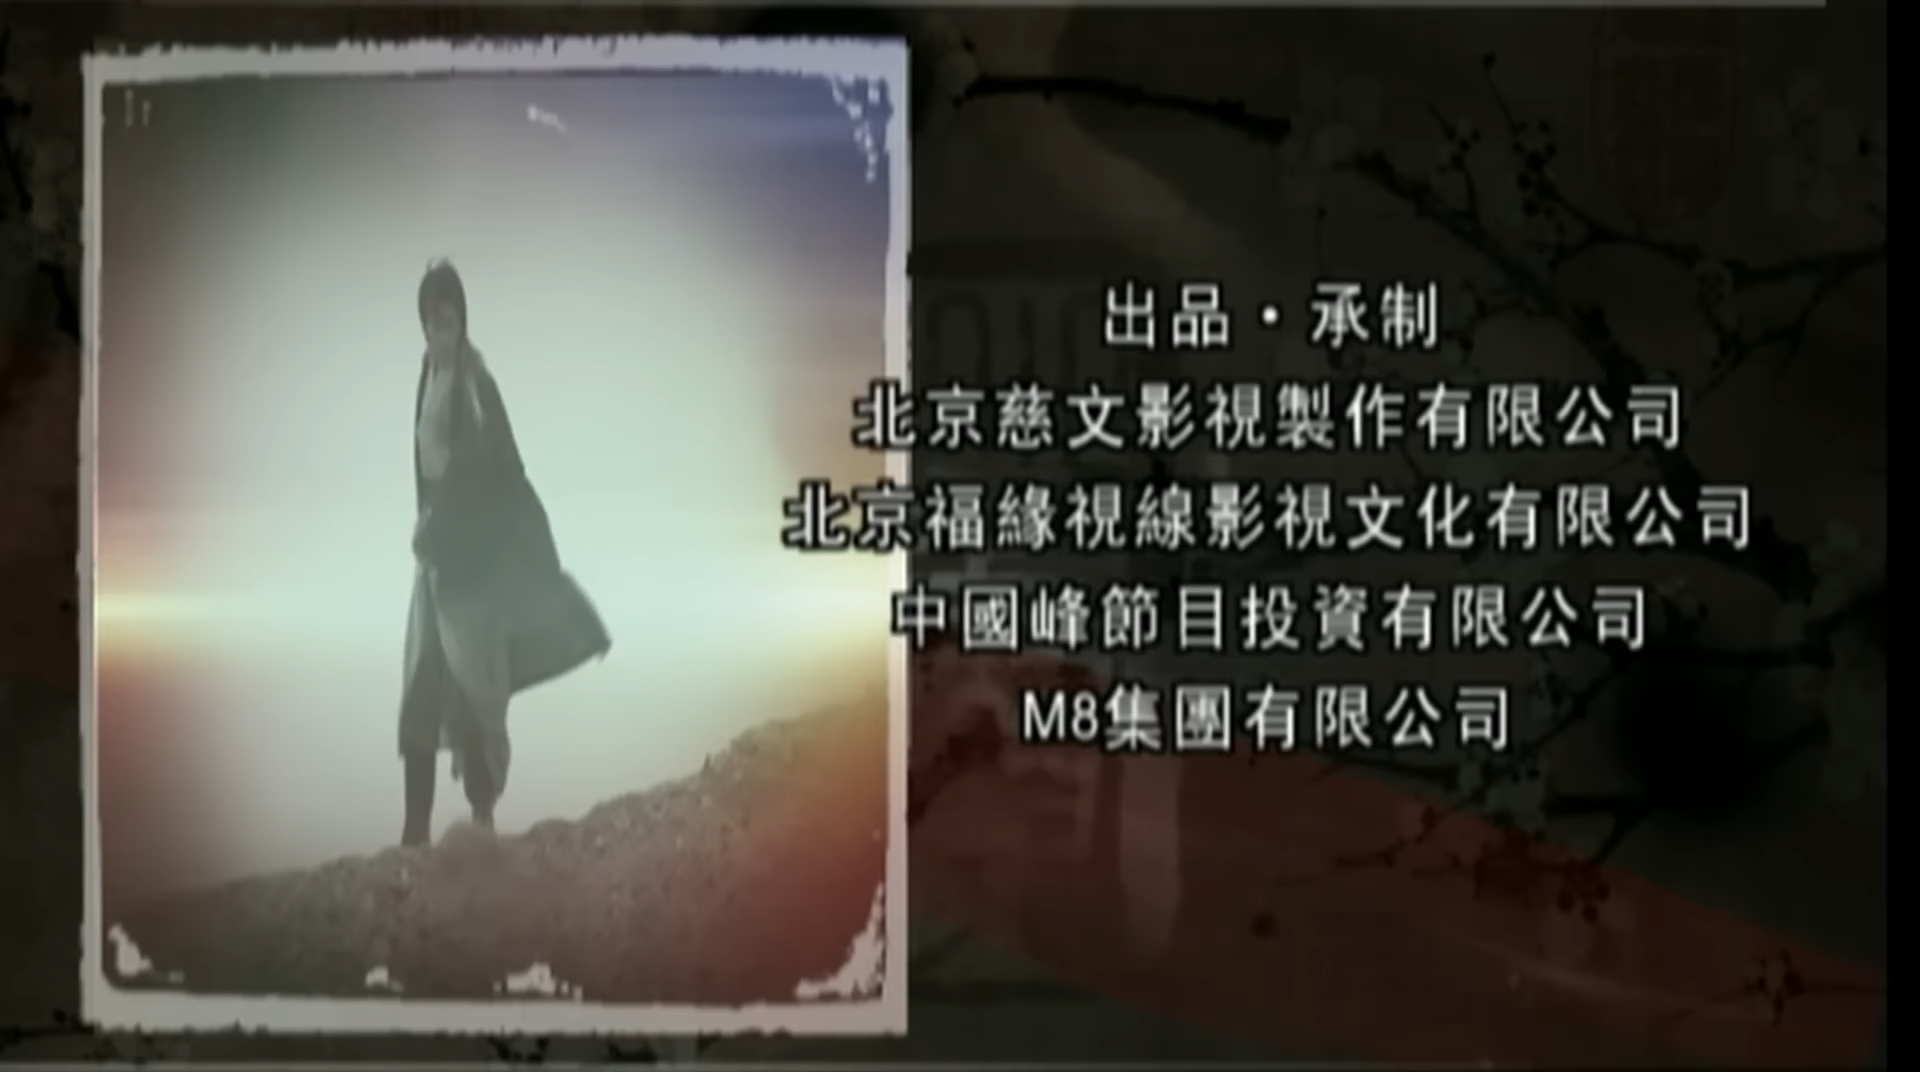 出品·承制
北京慈文影視製作有限公司
北京福緣視線影視文化有限公司
中國峰節目投資有限公司
M8集團有限公司